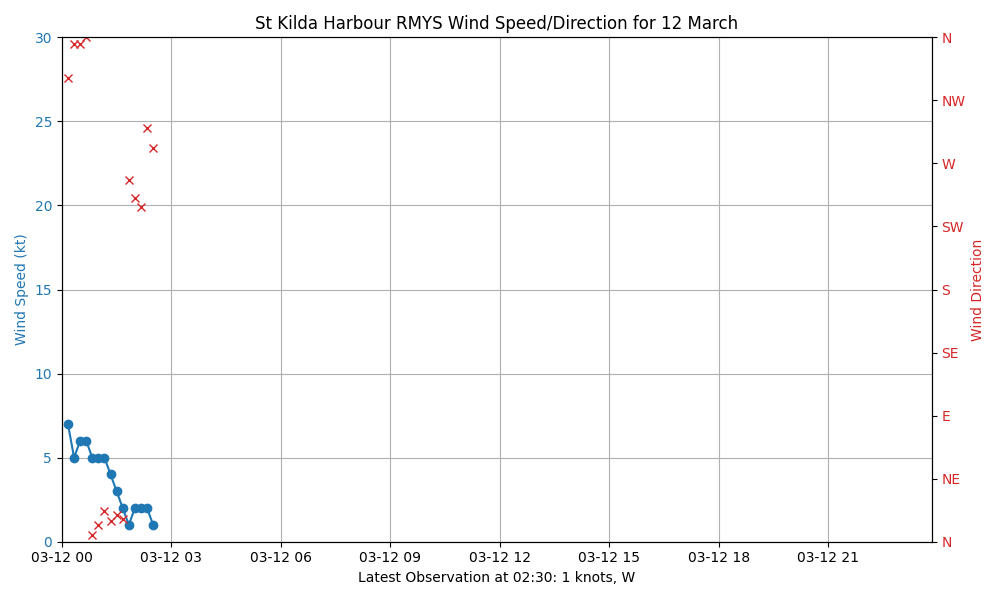 St Kilda Harbour RMYS Wind Speed/Direction for 12 March
30
25
20
15
10
5
0
Wind Speed (kt)
N
NW
W
SW
S
SE
E
NE
N
Wind Direction
03-12 00 03-12 03 03-12 06 03-12 09 03-12 12 03-12 15 03-12 18 03-12 21
Latest Observation at 02:30: 1 knots, W